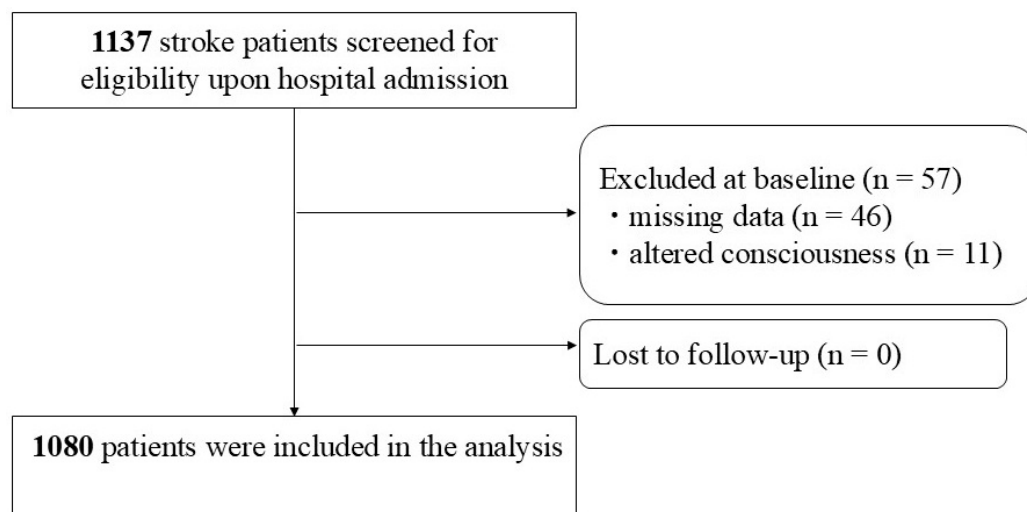 1137 stroke patients screened for
eligibility upon hospital admission
Excluded at baseline (n = 57)
・missing data (n = 46)
・altered consciousness (n = 11)
Lost to follow-up (n = 0)
1080 patients were included in the analysis